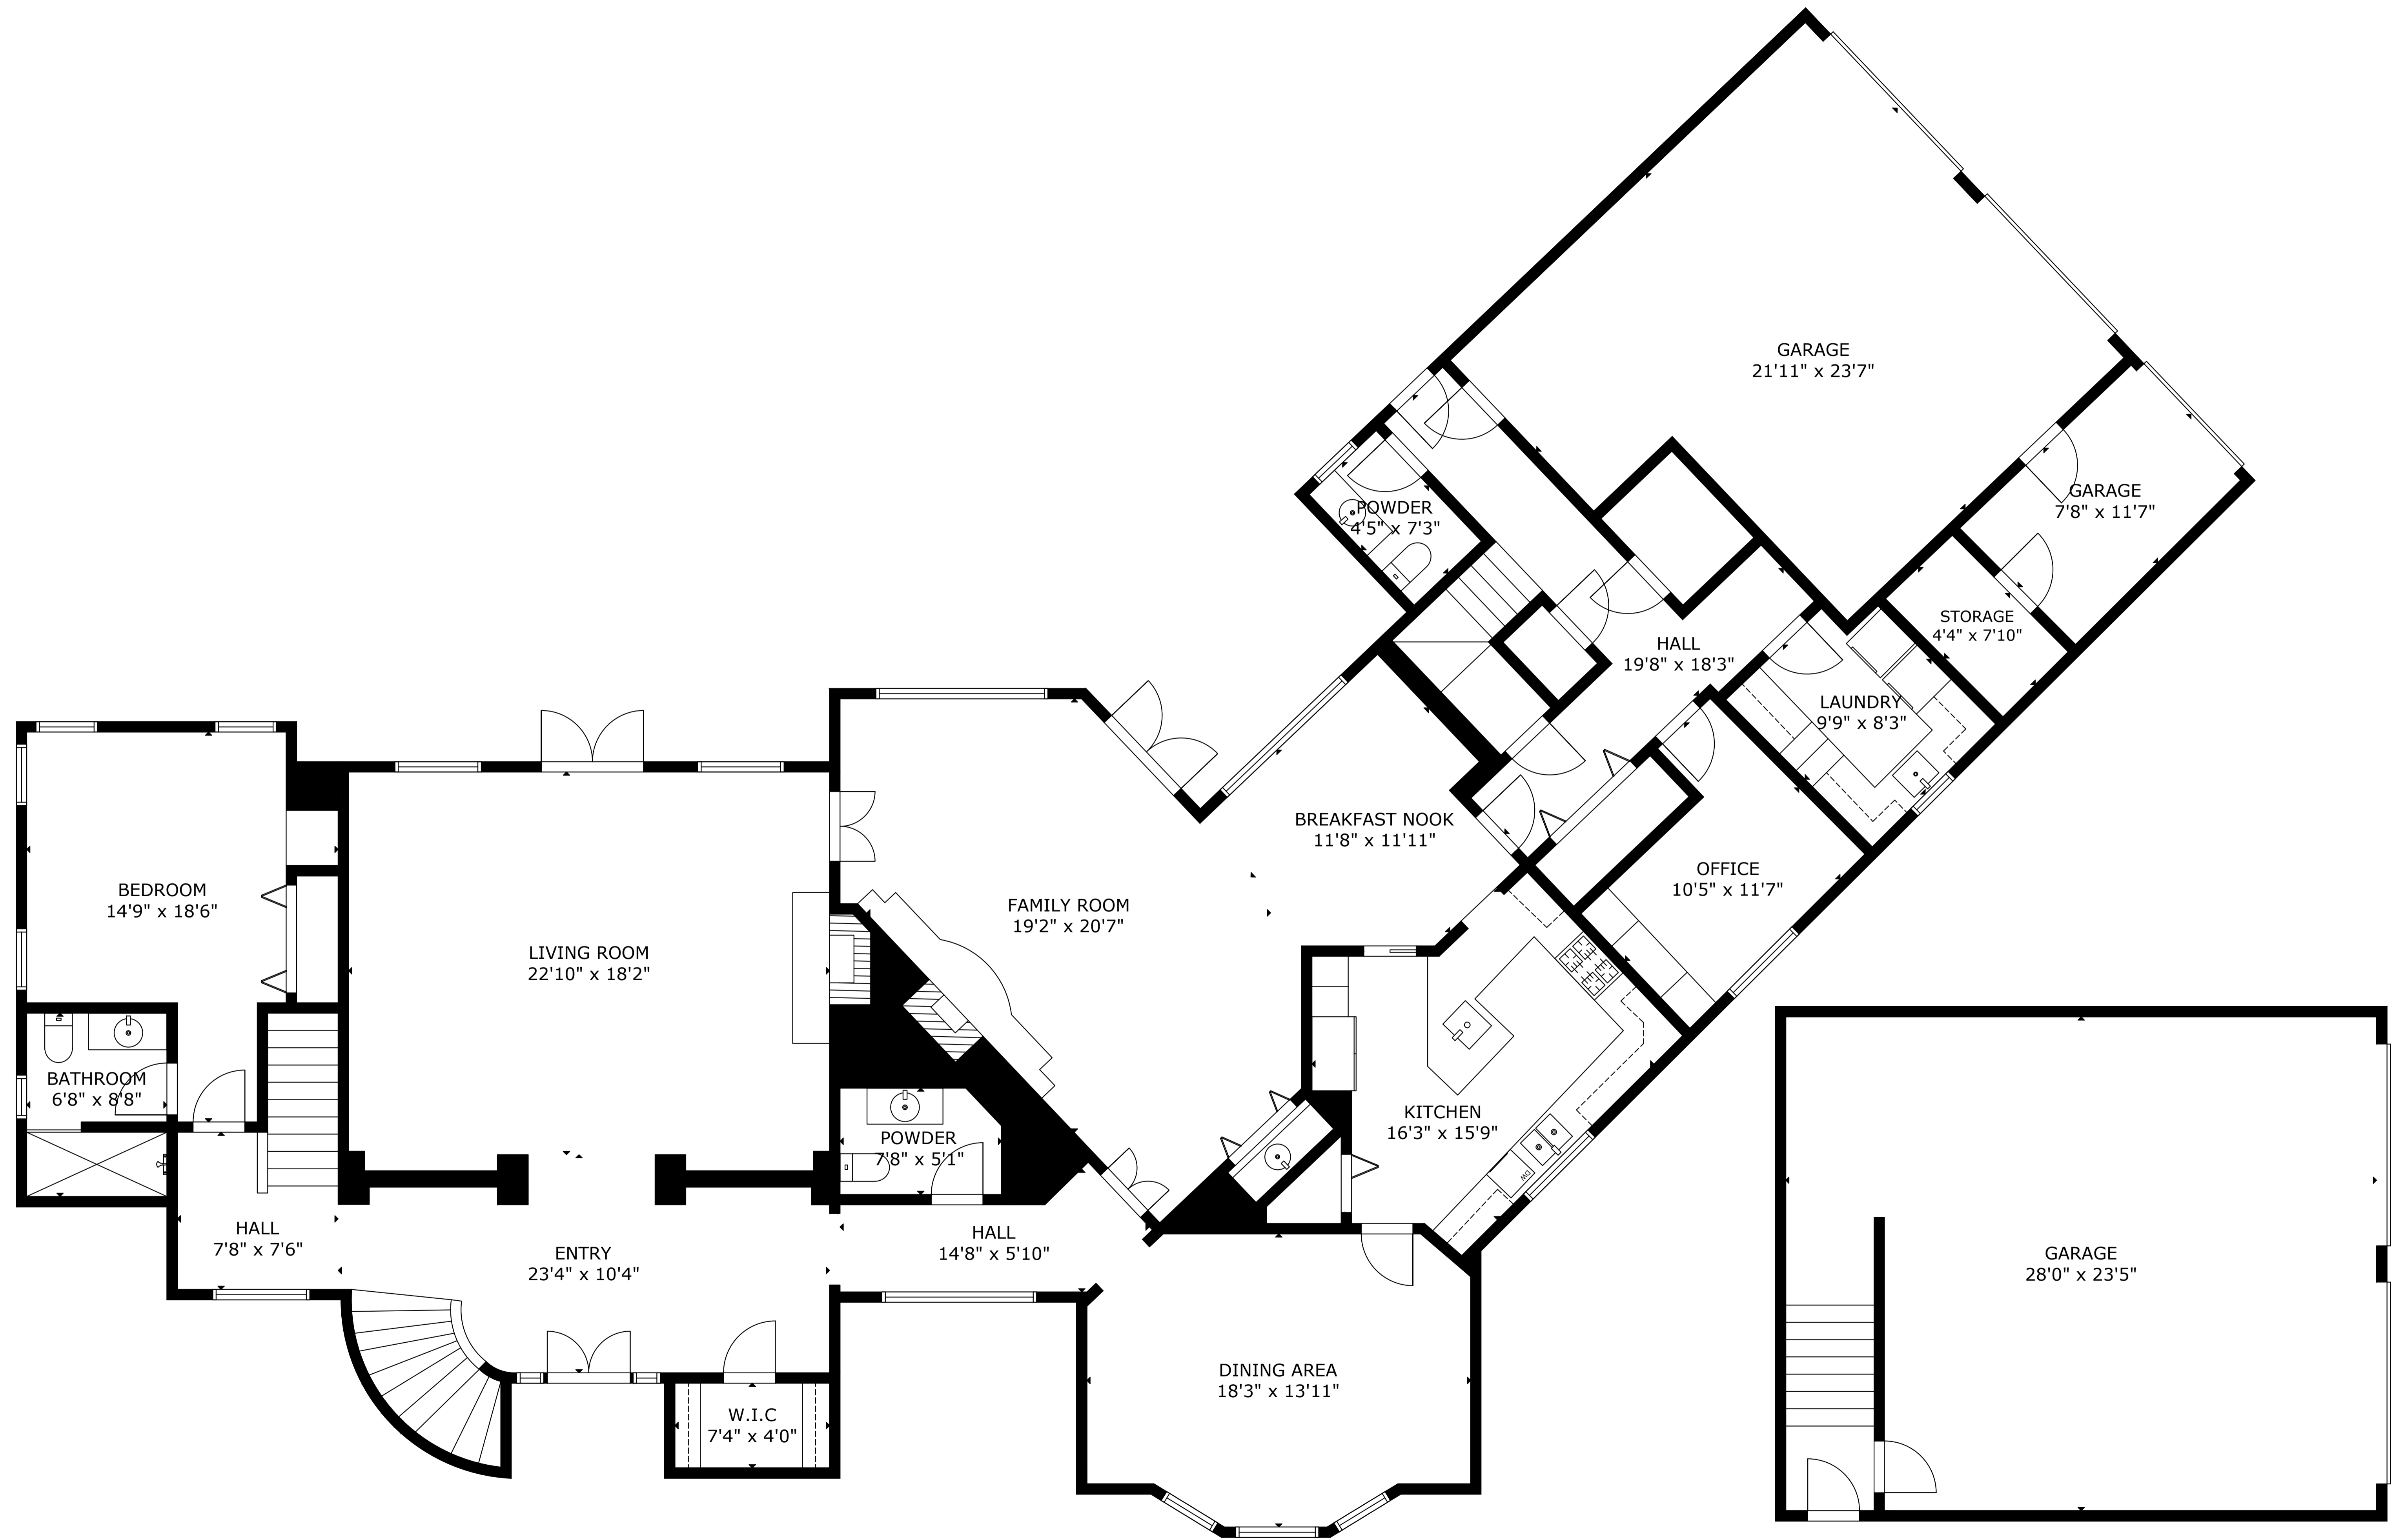 GARAGE
21'11" x 23'7"
GARAGE
7'8" x 11'7"
POWDER
4'5" x 7'3"
STORAGE
4'4" x 7'10"
HALL
19'8" x 18'3"
LAUNDRY
9'9" x 8'3"
BREAKFAST NOOK
11'8" x 11'11"
OFFICE
10'5" x 11'7"
BEDROOM
14'9" x 18'6"
FAMILY ROOM
19'2" x 20'7"
LIVING ROOM
22'10" x 18'2"
BATHROOM
6'8" x 8'8"
KITCHEN
16'3" x 15'9"
POWDER
7'8" x 5'1"
DW
HALL
7'8" x 7'6"
HALL
14'8" x 5'10"
ENTRY
23'4" x 10'4"
GARAGE
28'0" x 23'5"
DINING AREA
18'3" x 13'11"
W.I.C
7'4" x 4'0"